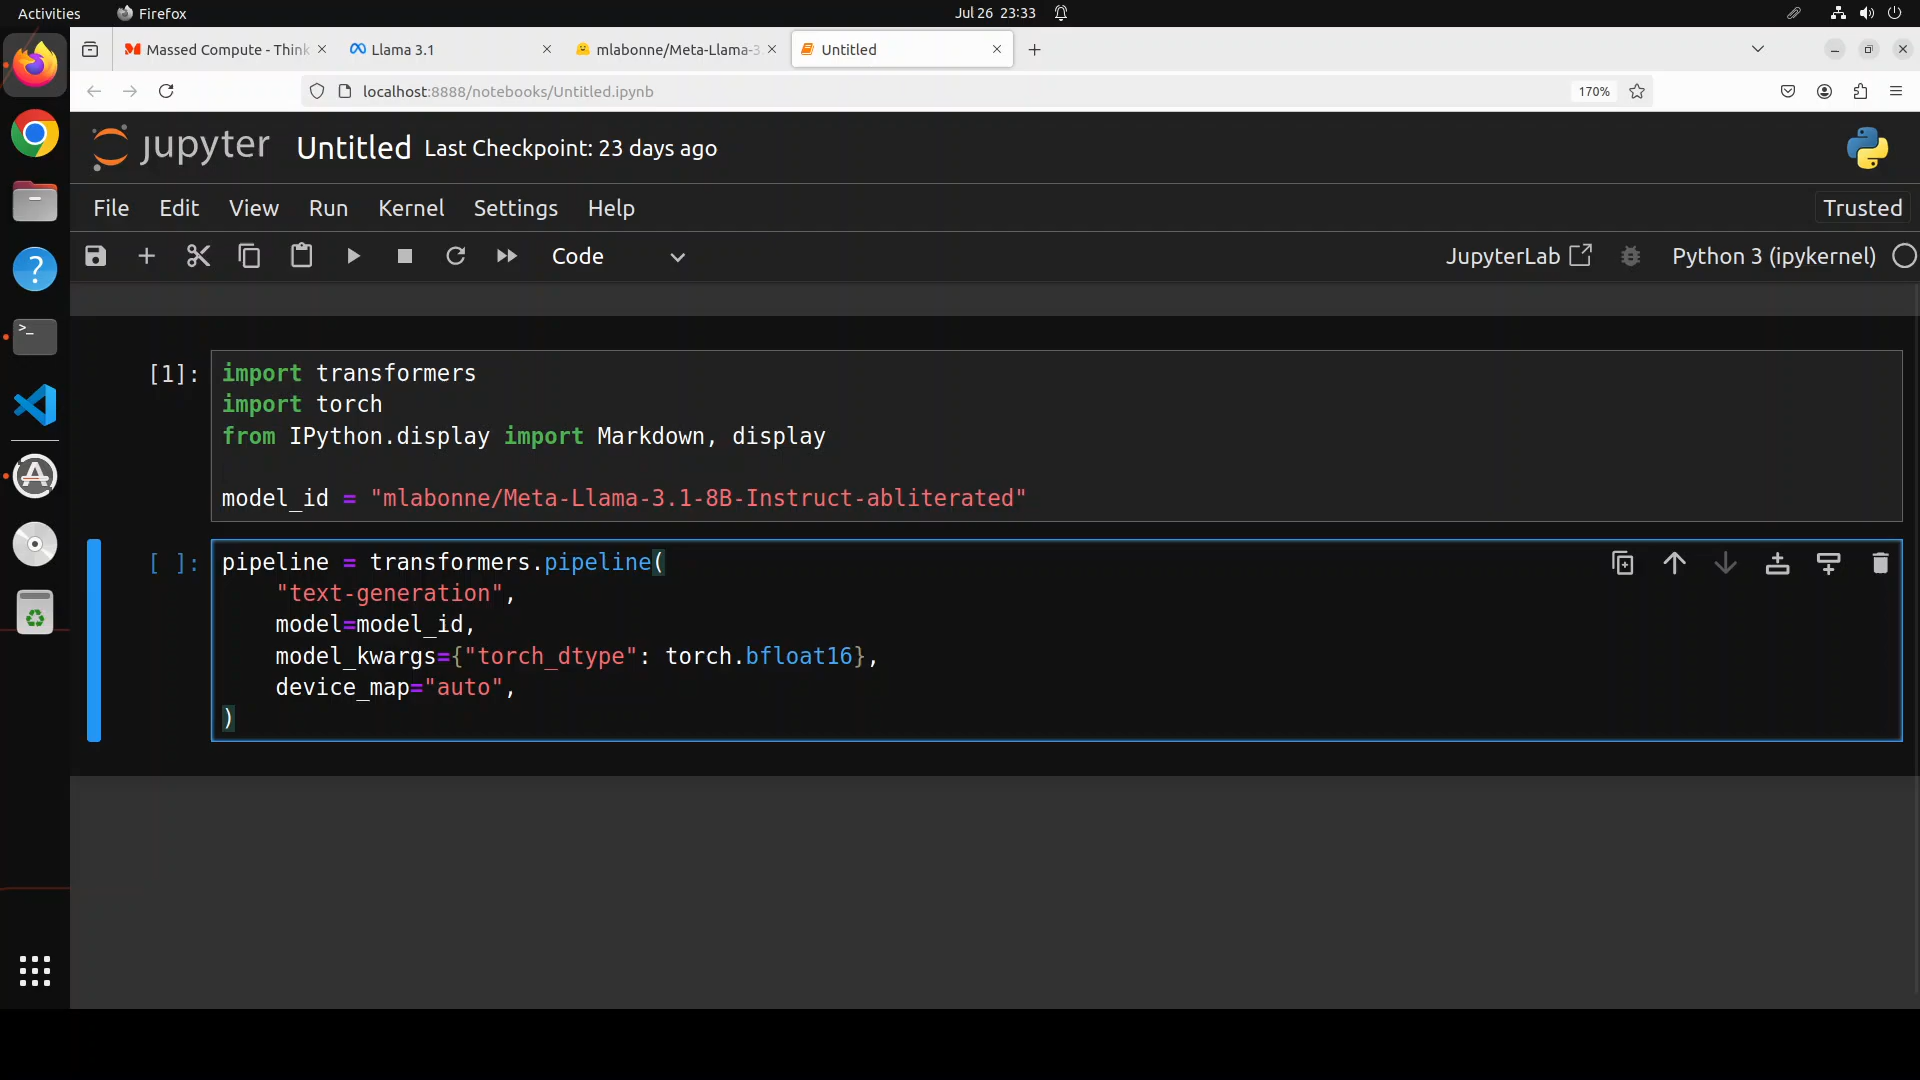 Activities Firefox Jul 26 23:33
Massed Compute - Think Llama 3.1 mlabonne/Meta-Llama-3. Untitled
localhost:8888/notebooks/Untitled.ipynb 170%
jupyter Untitled Last Checkpoint: 23 days ago
File Edit View Run Kernel Settings Help Trusted
Code JupyterLab Python 3 (ipykernel)
[1]: import transformers
import torch
from IPython.display import Markdown, display
model_id = "mlabonne/Meta-Llama-3.1-8B-Instruct-abliterated"
[ ]: pipeline = transformers.pipeline(
"text-generation",
model=model_id,
model_kwargs={"torch_dtype": torch.bfloat16},
device_map="auto",
)